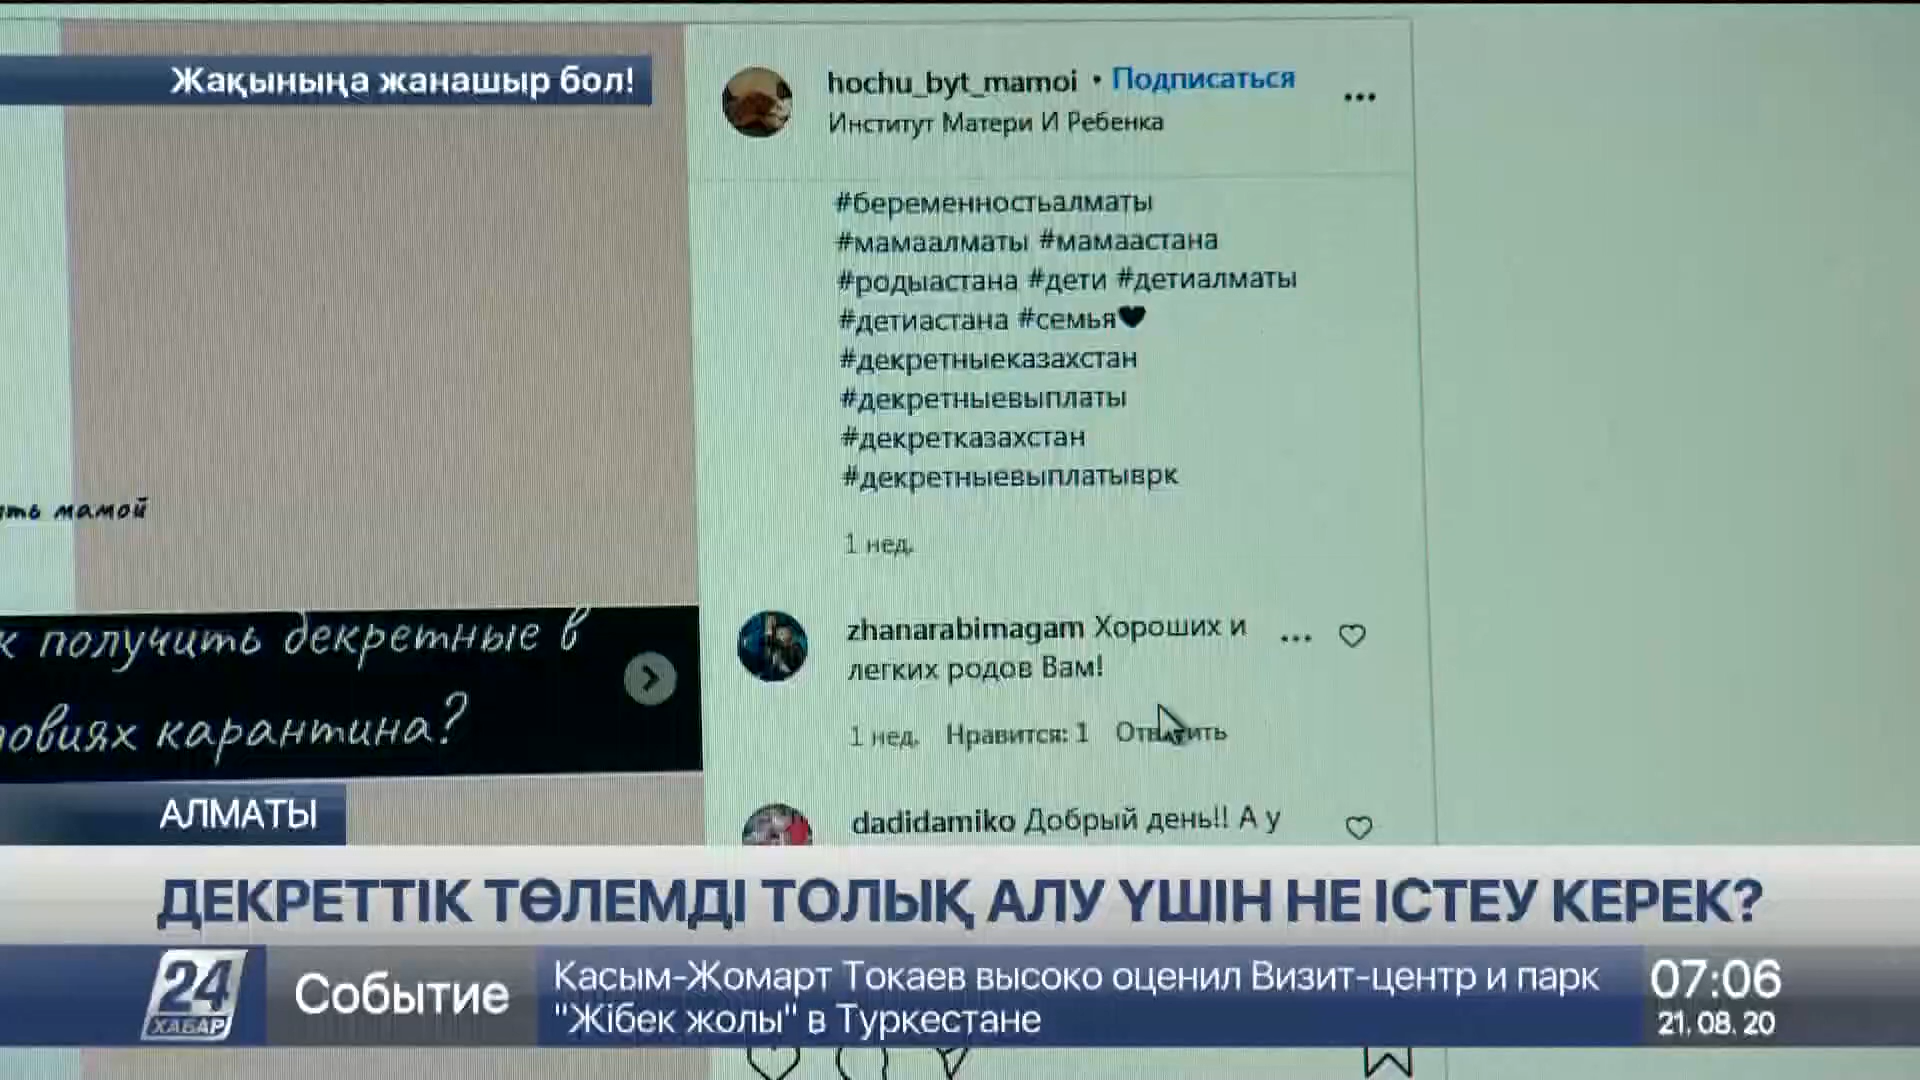 Жақыныңа жанашыр бол!
hochu_byt_mamoi • Подписаться
Институт Матери И Ребенка
#беременностьалматы
#мамаалматы #мамаастана
#родыастана #дети #детиалматы
#детиастана #семья🖤
#декретныеказахстан
#декретныевыплаты
#декретказахстан
#декретныевыплатыврк
1 нед.
мамой
получить декретные в
карантина?
zhanarabimagam Хороших и
легких родов Вам!
1 нед. Нравится: 1 Ответить
dadidamiko Добрый день!! А у
АЛМАТЫ
ДЕКРЕТТІК ТӨЛЕМДІ ТОЛЫҚ АЛУ ҮШІН НЕ ІСТЕУ КЕРЕК?
24 ХАБАР
Событие
Касым-Жомарт Токаев высоко оценил Визит-центр и парк
"Жібек жолы" в Туркестане
07:06
21.08.20